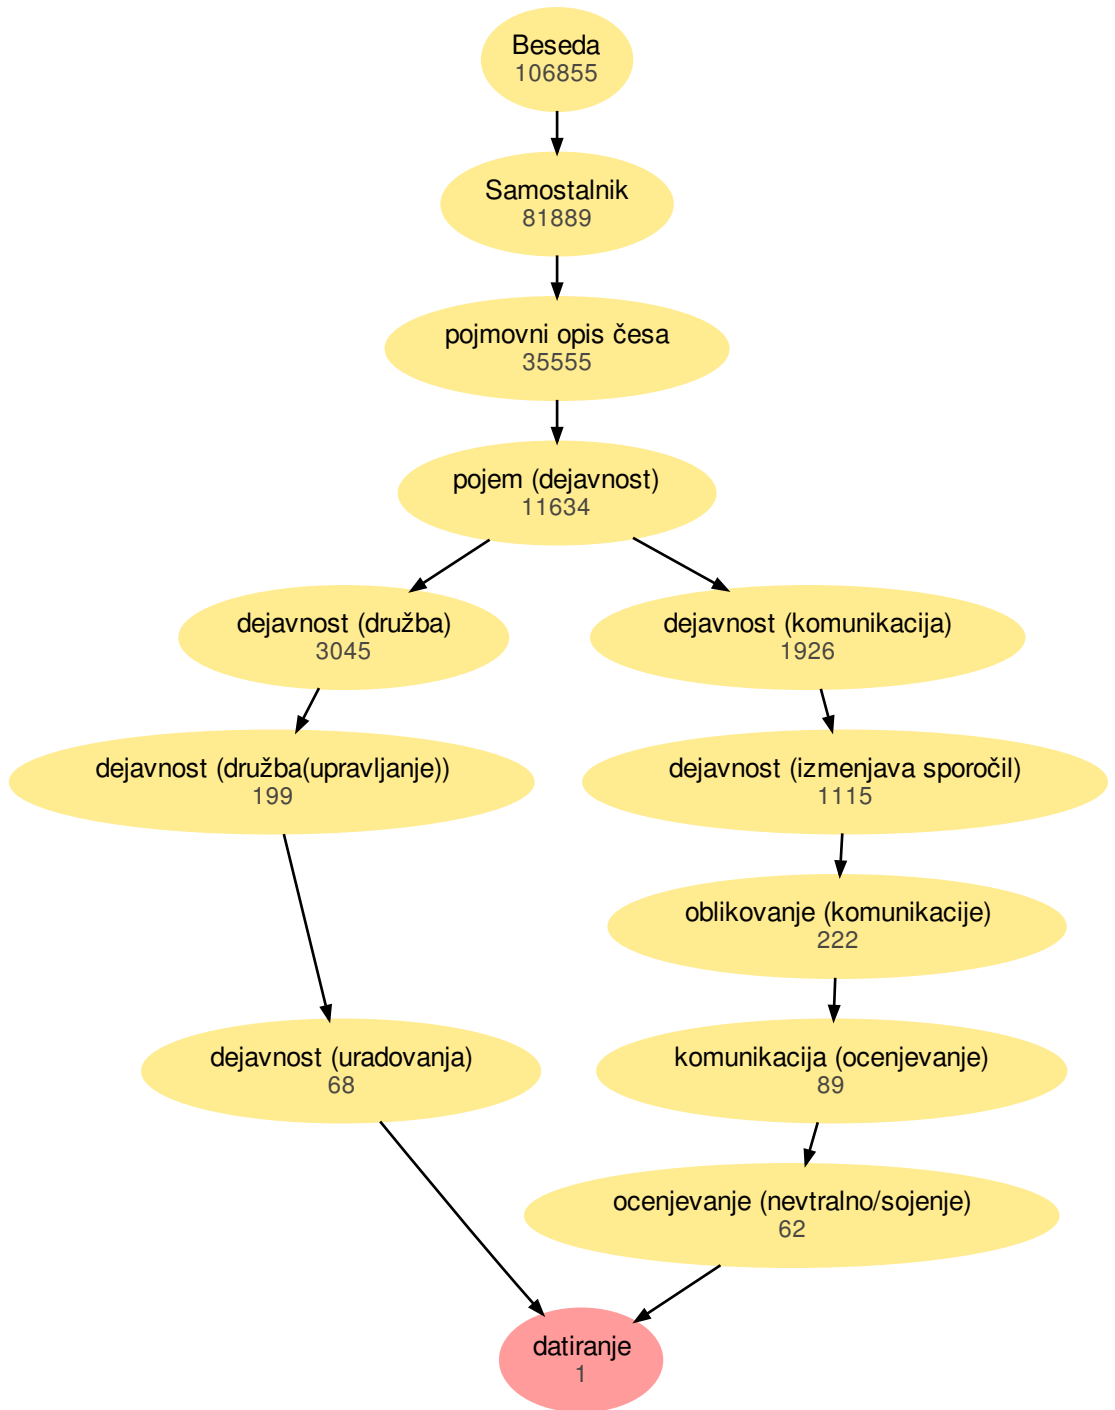 Beseda
106855
Samostalnik
81889
pojmovni opis česa
35555
pojem (dejavnost)
11634
dejavnost (družba)
3045
dejavnost (komunikacija)
1926
dejavnost (družba(upravljanje))
199
dejavnost (izmenjava sporočil)
1115
oblikovanje (komunikacije)
222
dejavnost (uradovanja)
68
komunikacija (ocenjevanje)
89
ocenjevanje (nevtralno/sojenje)
62
datiranje
1